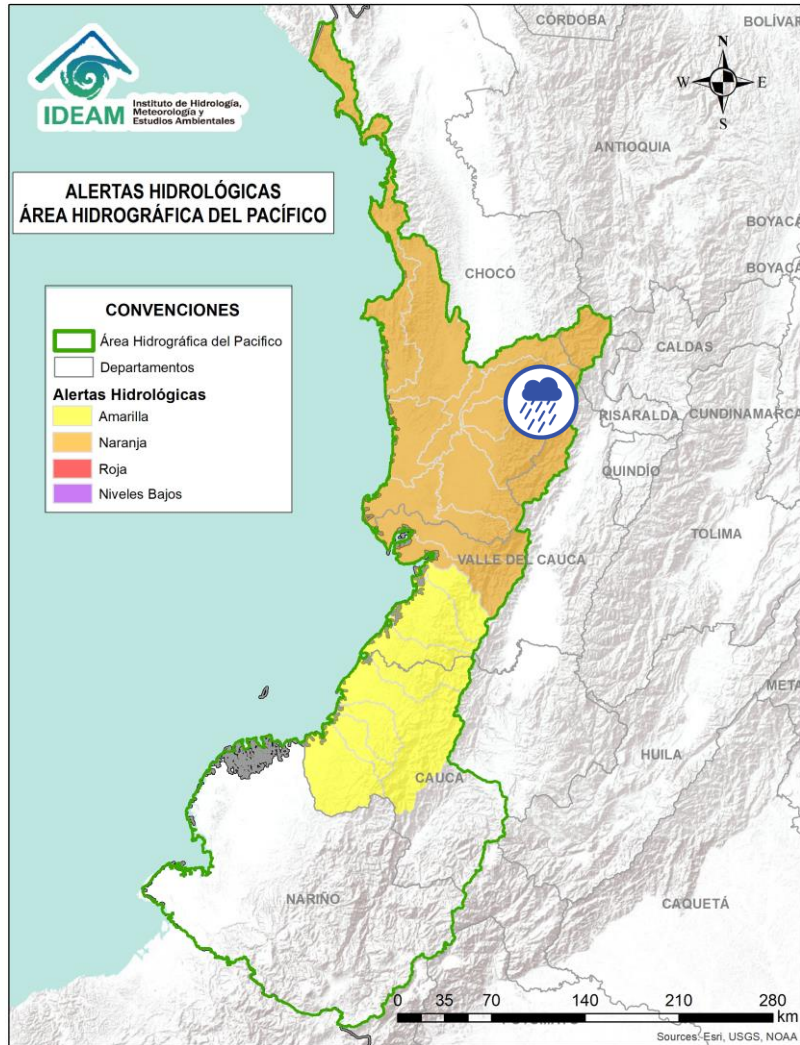 CÓRDOBA
BOLÍVAR
N
W
E
S
IDEAM
Instituto de Hidrología,
Meteorología y
Estudios Ambientales
ANTIOQUIA
ALERTAS HIDROLÓGICAS
ÁREA HIDROGRÁFICA DEL PACÍFICO
BOYACÁ
BOYACÁ
CHOCÓ
CONVENCIONES
Área Hidrográfica del Pacifico
Departamentos
Alertas Hidrológicas
Amarilla
Naranja
Roja
Niveles Bajos
CALDAS
RISARALDA
CUNDINAMARCA
QUINDÍO
TOLIMA
VALLE DEL CAUCA
META
HUILA
CAUCA
NARIÑO
CAQUETÁ
0 35 70 140 210 280
km
Sources: Esri, USGS, NOAA